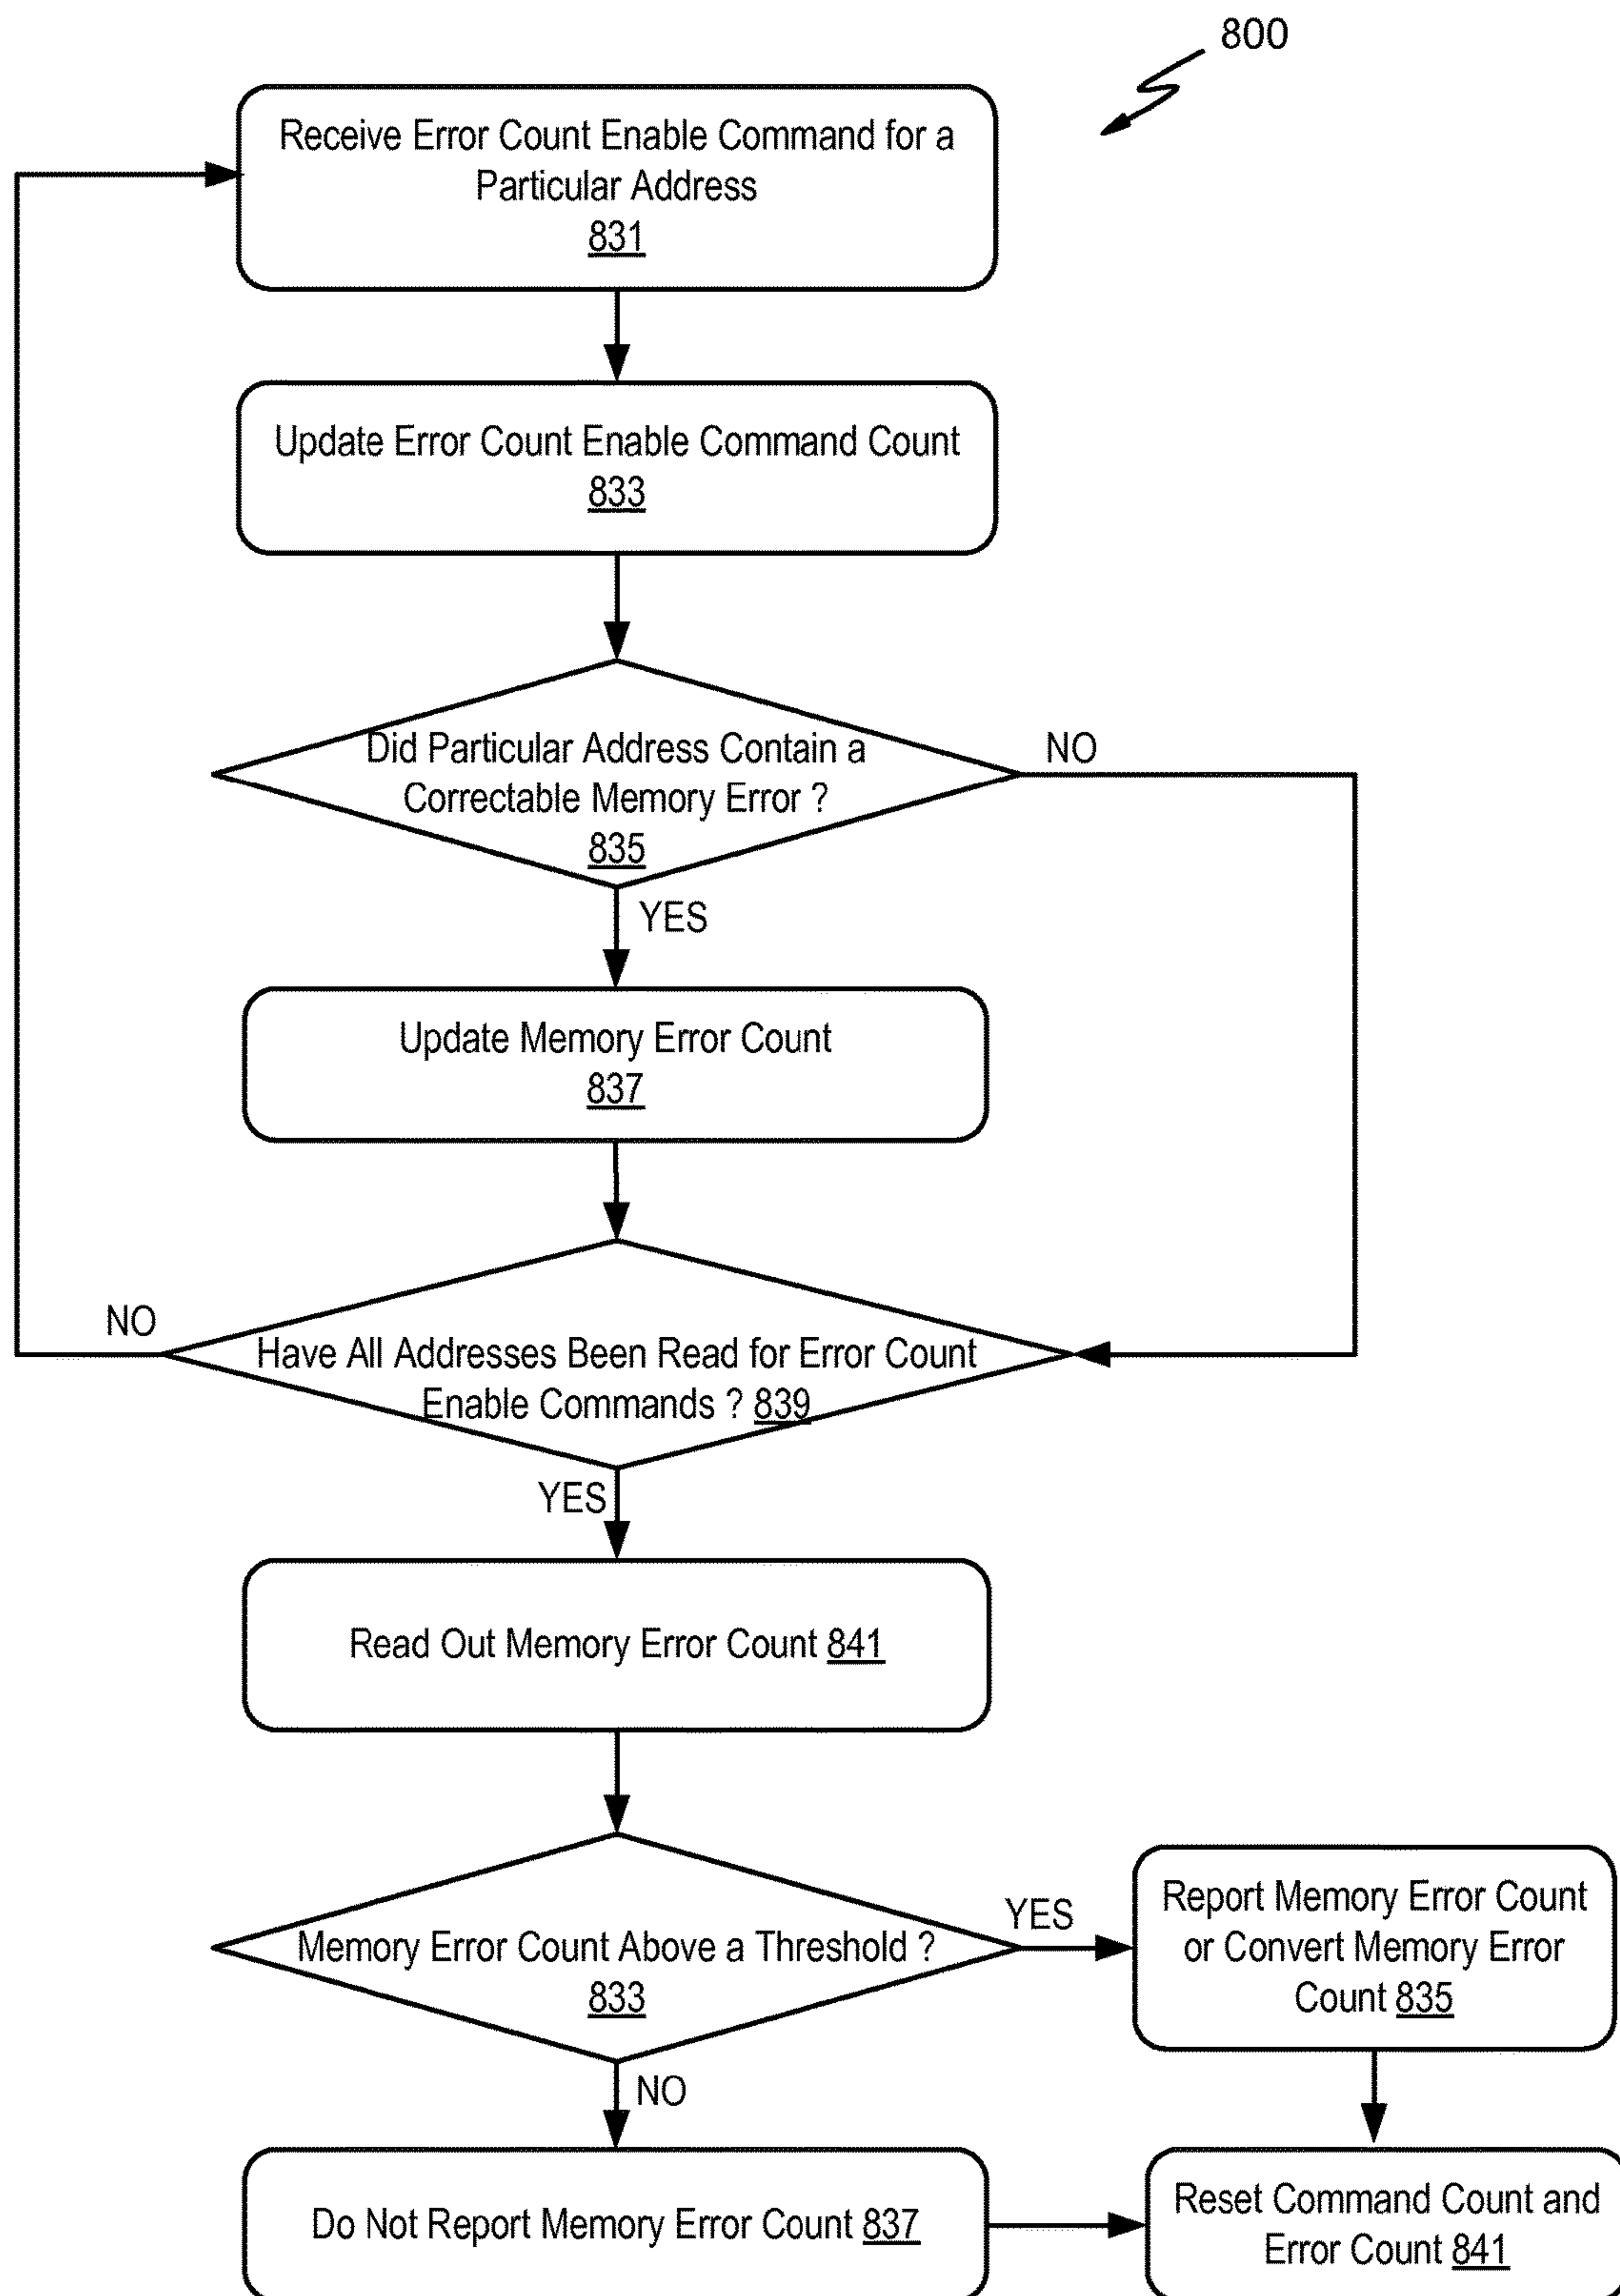 800
Receive Error Count Enable Command for a
Particular Address
831
Update Error Count Enable Command Count
833
Did Particular Address Contain a
Correctable Memory Error ?
835
NO
YES
Update Memory Error Count
837
NO
Have All Addresses Been Read for Error Count
Enable Commands ? 839
YES
Read Out Memory Error Count 841
Memory Error Count Above a Threshold ?
833
YES
Report Memory Error Count
or Convert Memory Error
Count 835
NO
Do Not Report Memory Error Count 837
Reset Command Count and
Error Count 841